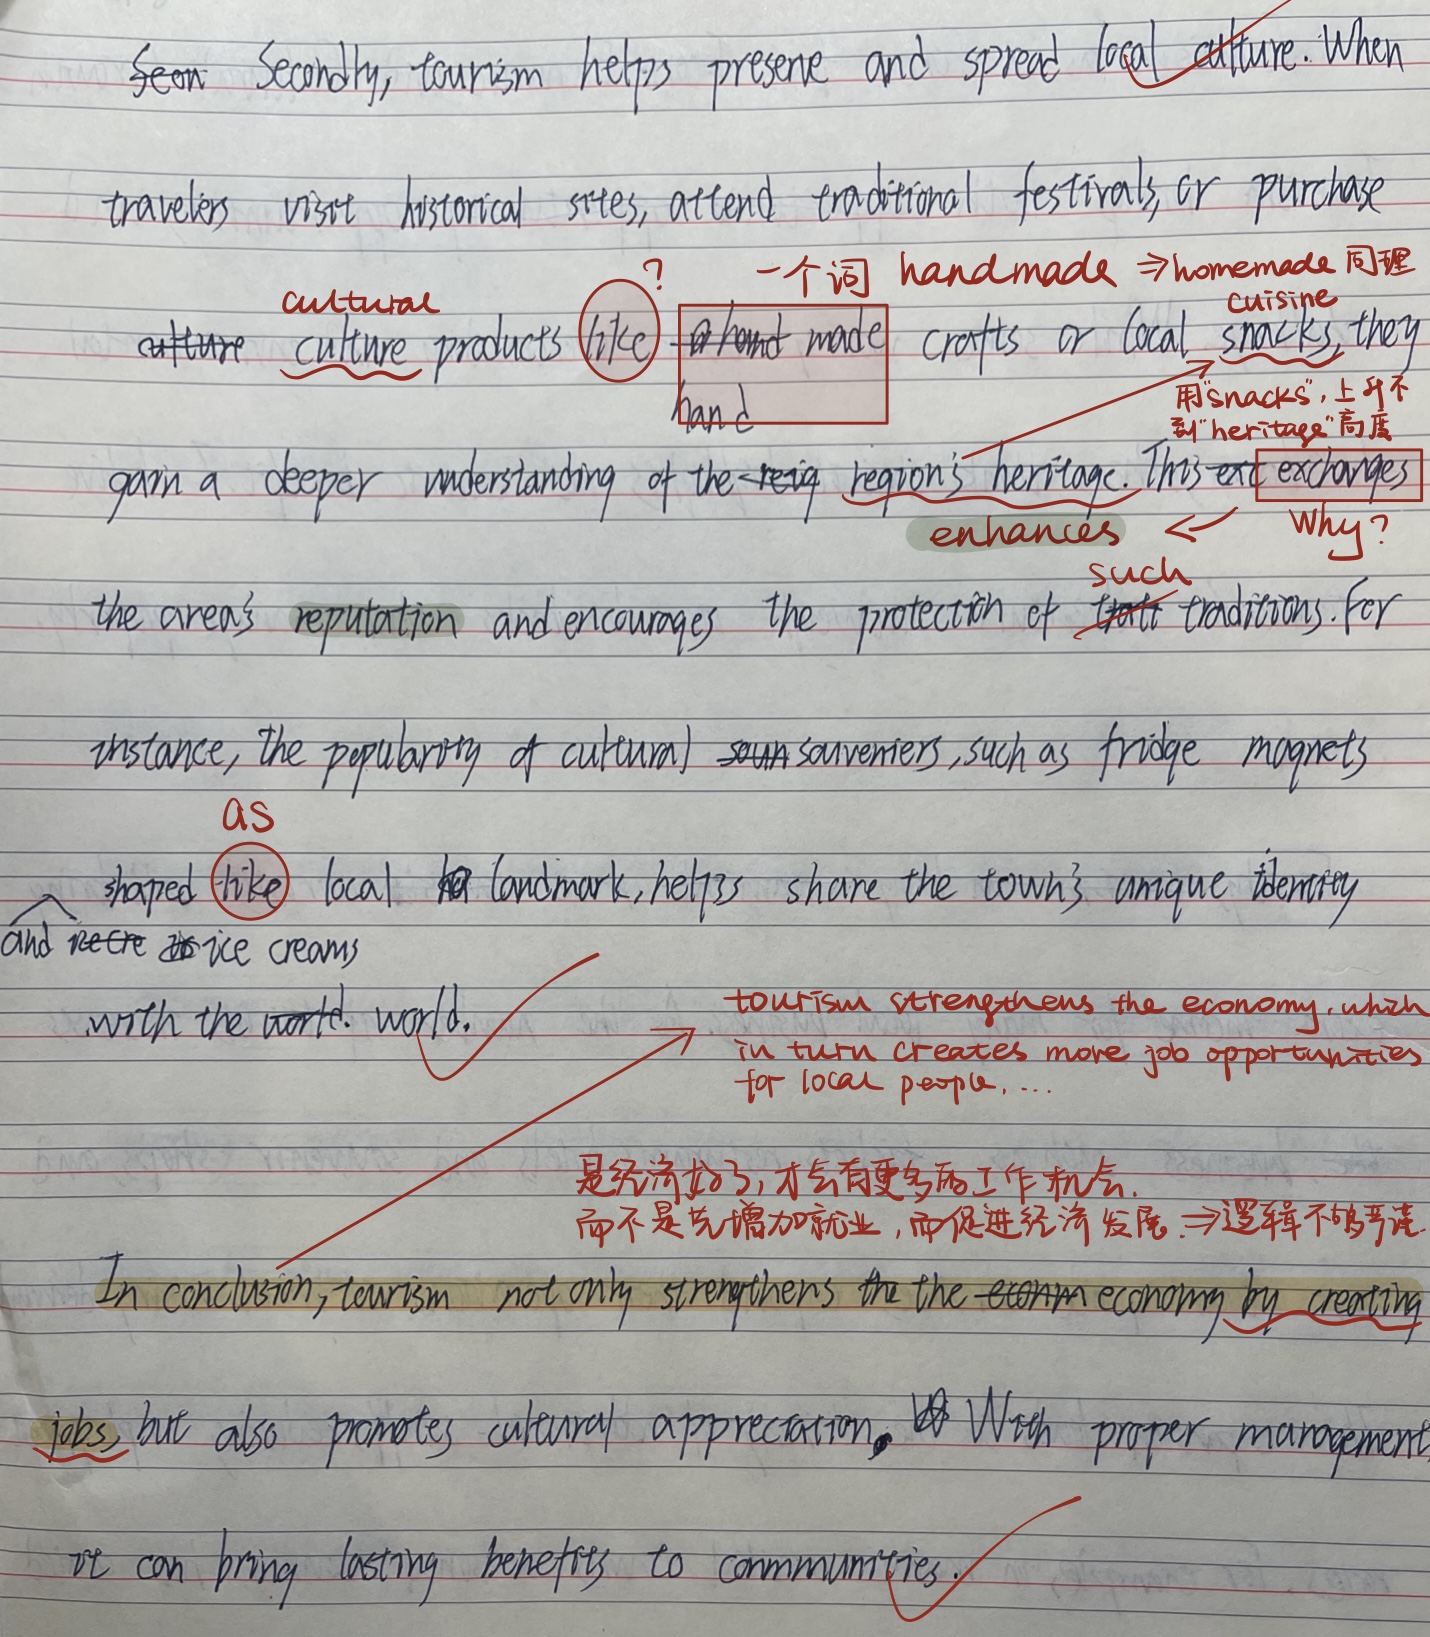 Secon Secondly, tourism helps preserve and spread local culture. When
travelers visit historical sites, attend traditional festivals, or purchase
? 一个词 handmade ⇒homemade 同理
cultural cuisine
culture culture products like a hand made crafts or local snacks, they
hand
用"snacks",上升不
到"heritage"高度
gain a deeper understanding of the reig region's heritage. This ext exchanges
enhances ← Why?
such
the area's reputation and encourages the protection of tratt traditions. For
instance, the popularity of cultural soun souveniers, such as fridge magnets
as
shaped like local landmark, helps share the town's unique identity
and ice creams
with the world. world.
tourism strengthens the economy, which
in turn creates more job opportunities
for local people, ...
是经济好了,才会有更多的工作机会.
而不是先增加就业,而促进经济发展.⇒逻辑不够严谨.
In conclusion, tourism not only strengthens the the econm economy by creating
jobs, but also promotes cultural appreciation. With proper management,
it can bring lasting benefits to conmmunities.